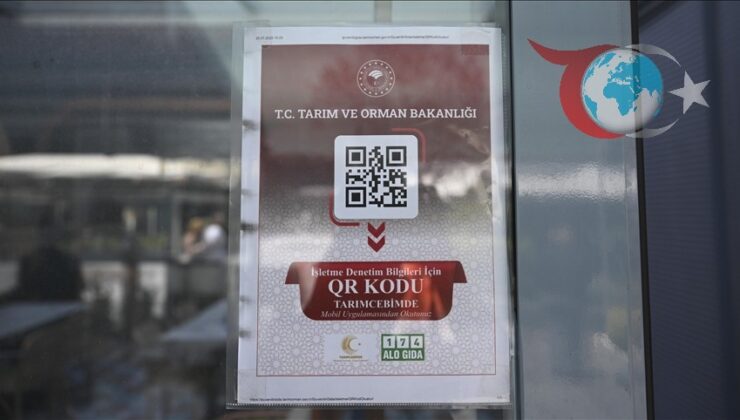 T.C. TARIM VE ORMAN BAKANLIĞI
İşletme Denetim Bilgileri İçin
QR KODU
TARIMCEBİMDE
Mobil Uygulamasından Okutunuz
174
ALO GIDA